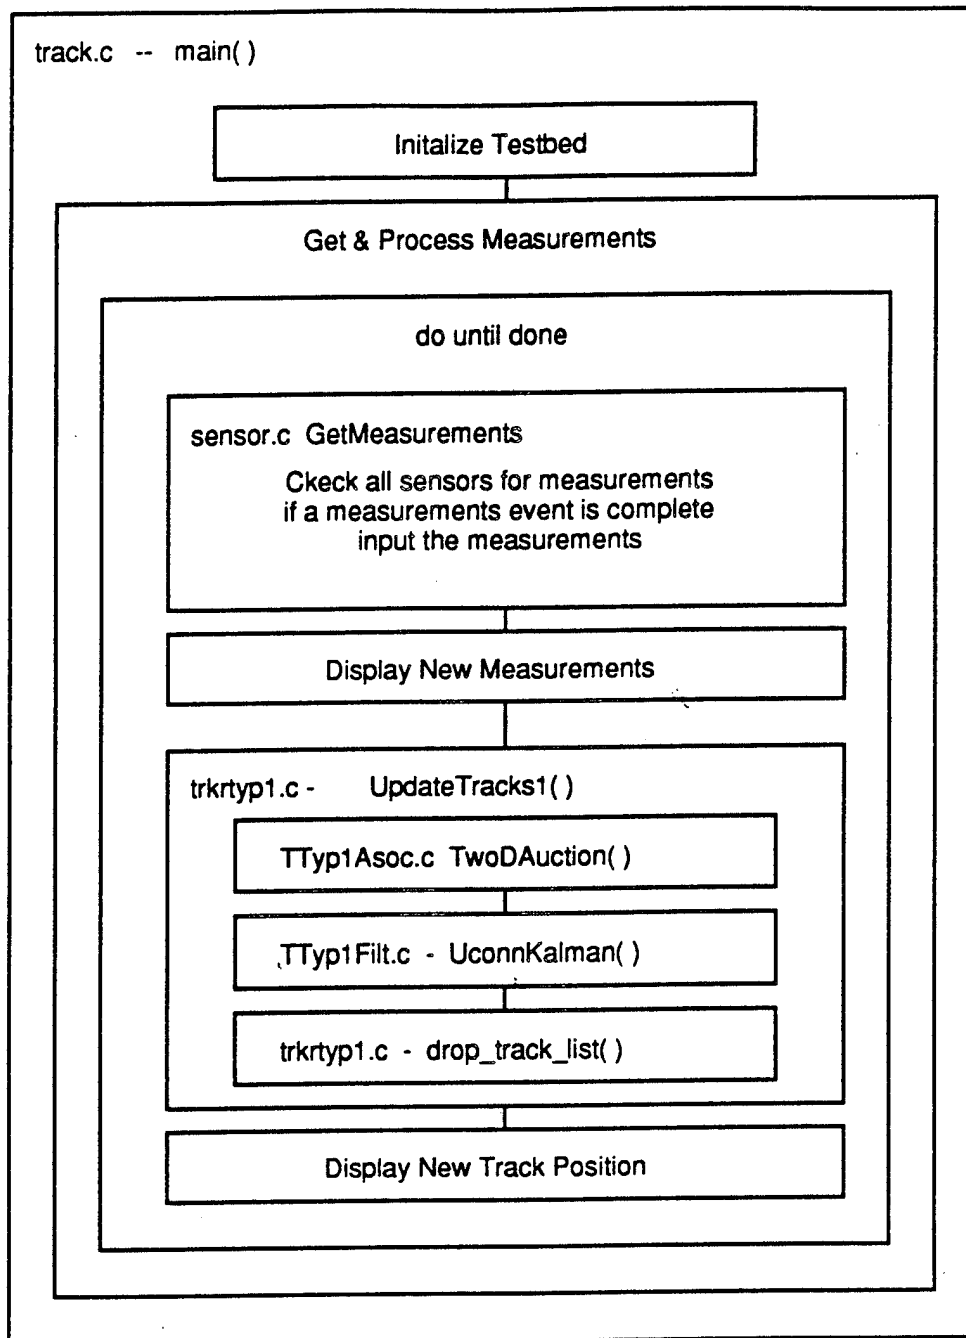 track.c -- main( )
Initalize Testbed
Get & Process Measurements
do until done
sensor.c GetMeasurements
Ckeck all sensors for measurements
if a measurements event is complete
input the measurements
Display New Measurements
trkrtyp1.c - UpdateTracks1( )
TTyp1Asoc.c TwoDAuction( )
TTyp1Filt.c - UconnKalman( )
trkrtyp1.c - drop_track_list( )
Display New Track Position